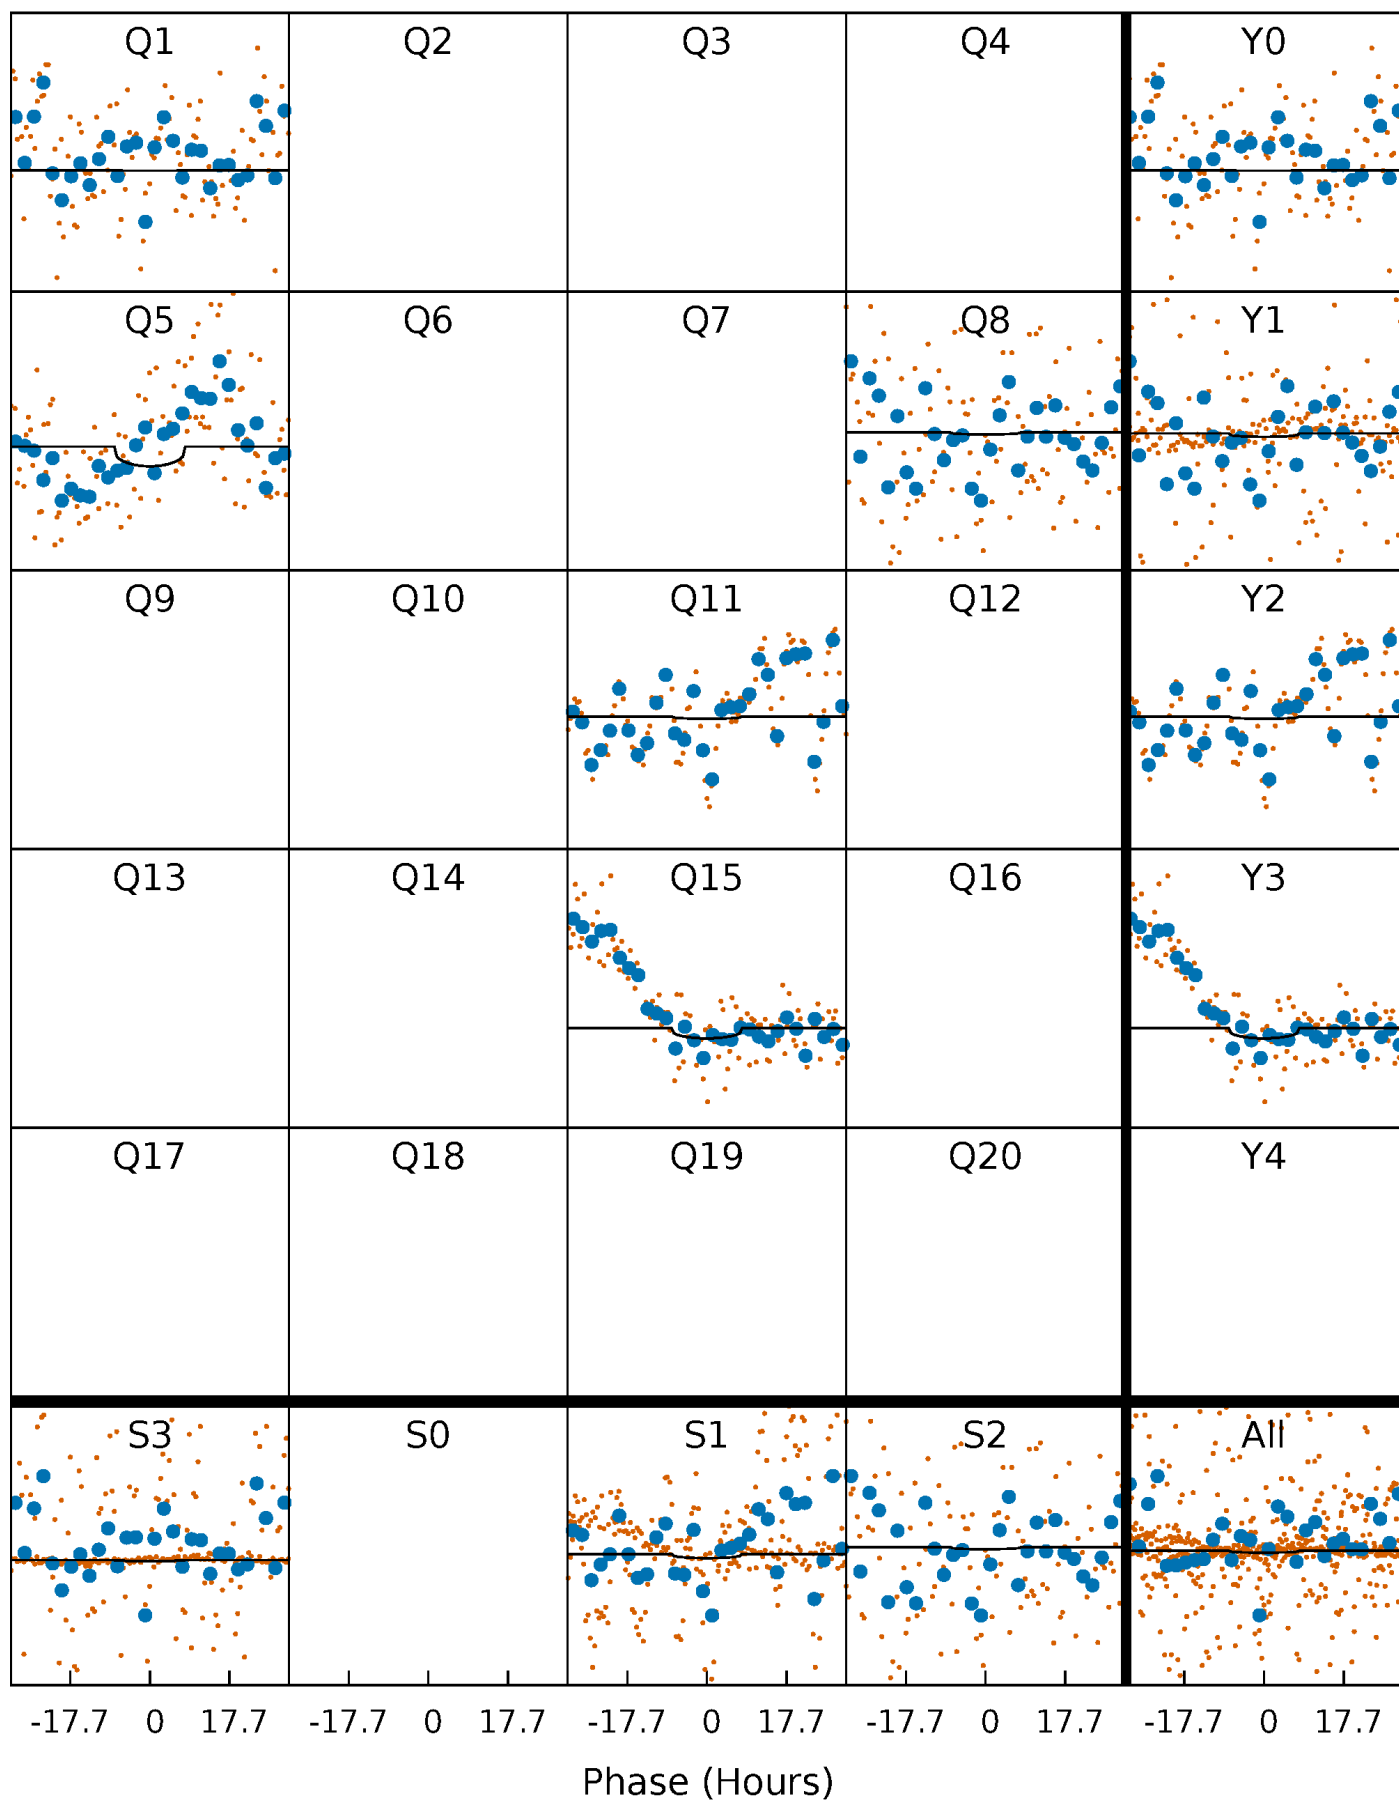 Q1 Q2 Q3 Q4 Y0
Q5 Q6 Q7 Q8 Y1
Q9 Q10 Q11 Q12 Y2
Q13 Q14 Q15 Q16 Y3
Q17 Q18 Q19 Q20 Y4
S3 S0 S1 S2 All
-17.7 0 17.7 -17.7 0 17.7 -17.7 0 17.7 -17.7 0 17.7 -17.7 0 17.7
Phase (Hours)